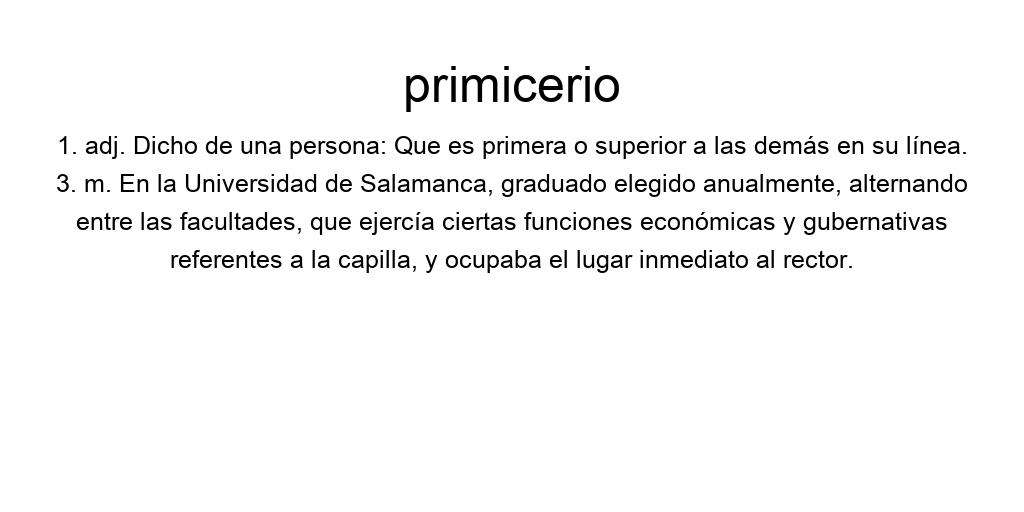 primicerio
1. adj. Dicho de una persona: Que es primera o superior a las demás en su línea.
3. m. En la Universidad de Salamanca, graduado elegido anualmente, alternando
entre las facultades, que ejercía ciertas funciones económicas y gubernativas
referentes a la capilla, y ocupaba el lugar inmediato al rector.